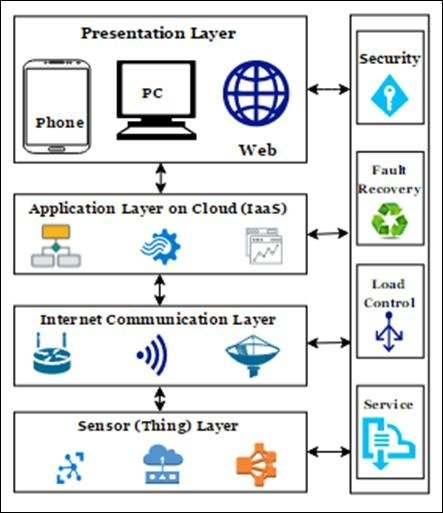 Presentation Layer
Phone
PC
Web
Application Layer on Cloud (IaaS)
Internet Communication Layer
Sensor (Thing) Layer
Security
Fault
Recovery
Load
Control
Service